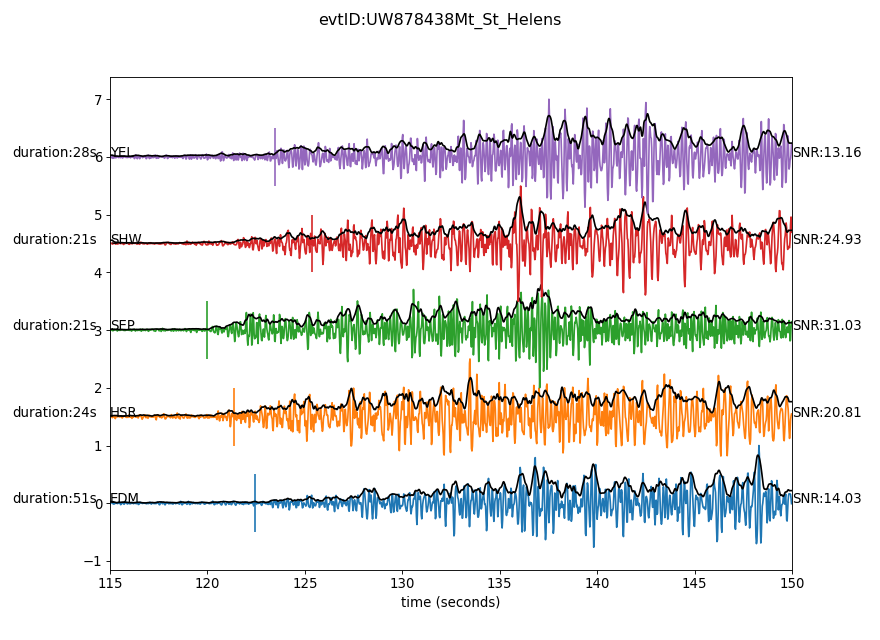 evtID:UW878438Mt_St_Helens
7
duration:28s YEL SNR:13.16
6
5
duration:21s SHW SNR:24.93
4
duration:21s SEP SNR:31.03
3
2
duration:24s HSR SNR:20.81
1
duration:51s EDM SNR:14.03
0
−1
115 120 125 130 135 140 145 150
time (seconds)